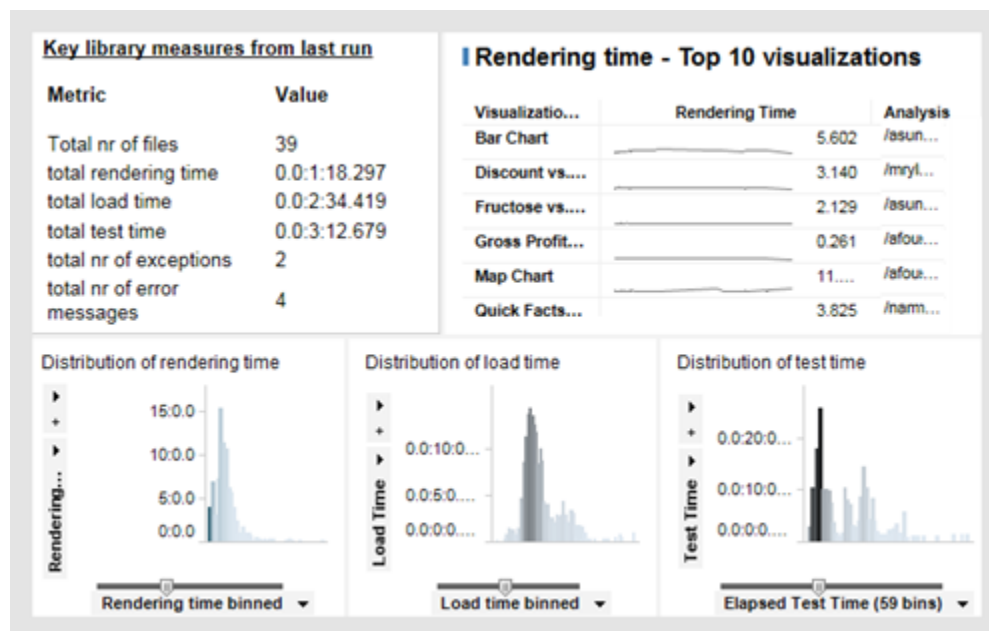 Key library measures from last run
Metric Value
Total nr of files 39
total rendering time 0.0:1:18.297
total load time 0.0:2:34.419
total test time 0.0:3:12.679
total nr of exceptions 2
total nr of error
messages 4
Rendering time - Top 10 visualizations
Visualizatio... Rendering Time Analysis
Bar Chart 5.602 /asun...
Discount vs.... 3.140 /mryl...
Fructose vs.... 2.129 /asun...
Gross Profit... 0.261 /afou...
Map Chart 11.... /afou...
Quick Facts... 3.825 /narm...
Distribution of rendering time
15:0.0
10:0.0
5:0.0
0:0.0
Rendering...
Rendering time binned
Distribution of load time
0.0:10:0...
0.0:5:0....
0.0:0:0....
Load Time
Load time binned
Distribution of test time
0.0:20:0...
0.0:10:0...
0.0:0:0....
Test Time
Elapsed Test Time (59 bins)